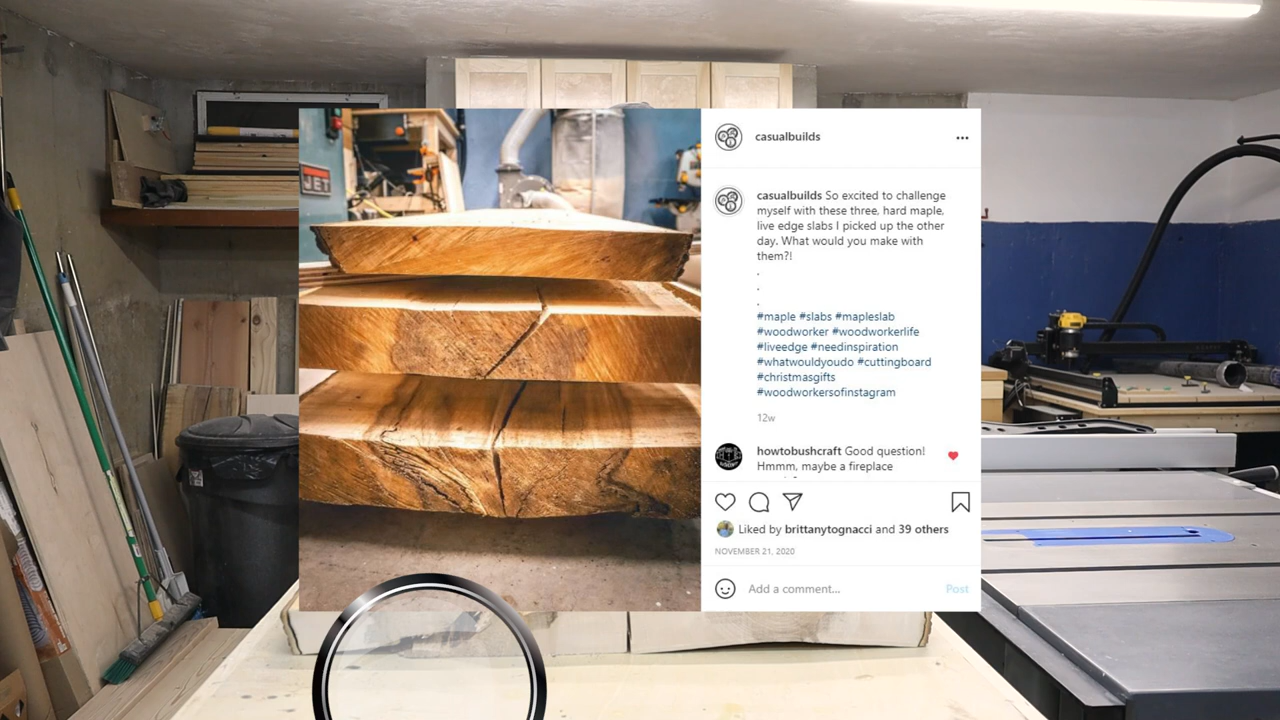 JET
casualbuilds
casualbuilds So excited to challenge
myself with these three, hard maple,
live edge slabs I picked up the other
day. What would you make with
them?!
.
.
.
#maple #slabs #mapleslab
#woodworker #woodworkerlife
#liveedge #needinspiration
#whatwouldyoudo #cuttingboard
#christmasgifts
#woodworkersofinstagram
12w
howtobushcraft Good question!
Hmmm, maybe a fireplace
Liked by brittanytognacci and 39 others
NOVEMBER 21, 2020
Add a comment...
Post